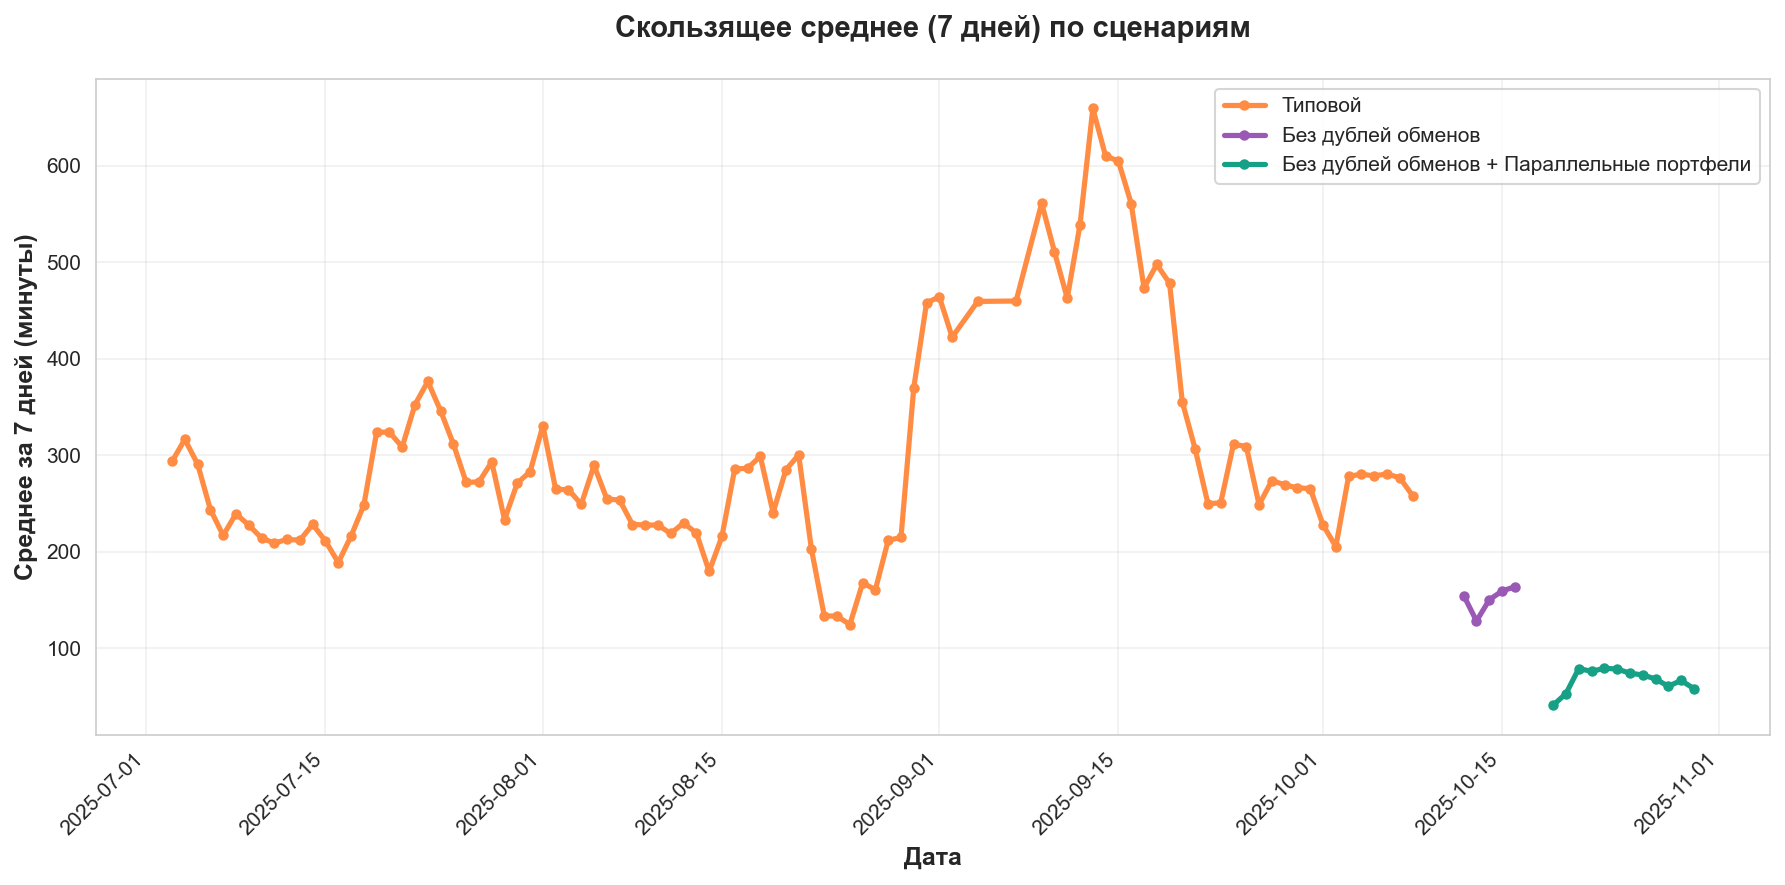 Скользящее среднее (7 дней) по сценариям
Типовой
Без дублей обменов
Без дублей обменов + Параллельные портфели
Среднее за 7 дней (минуты)
600
500
400
300
200
100
2025-07-01
2025-07-15
2025-08-01
2025-08-15
2025-09-01
2025-09-15
2025-10-01
2025-10-15
2025-11-01
Дата